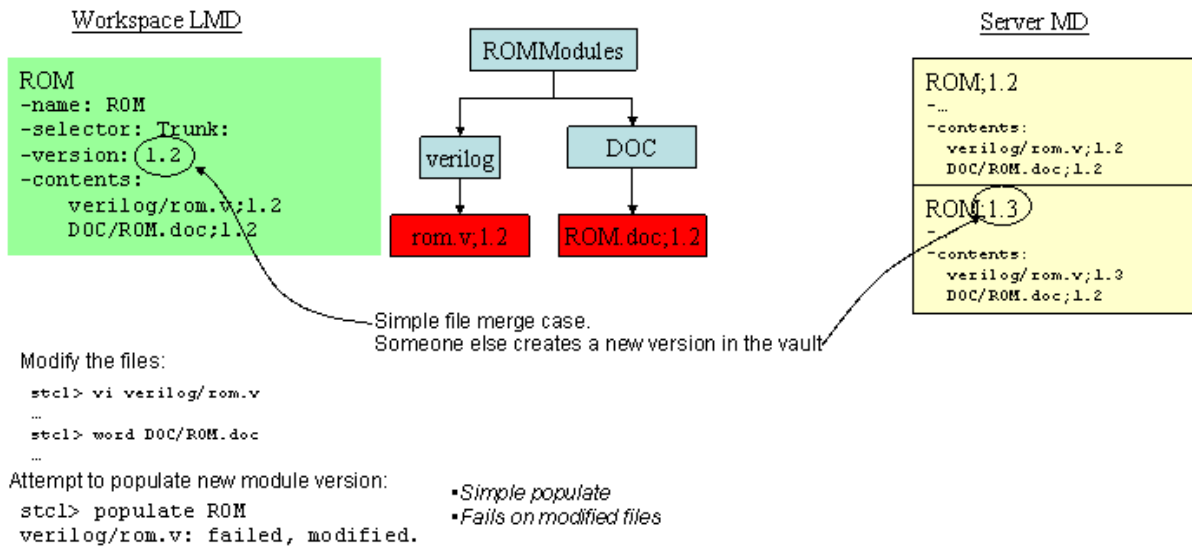 Workspace LMD
ROM
-name: ROM
-selector: Trunk:
-version: 1.2
-contents:
verilog/rom.v;1.2
DOC/ROM.doc;1.2
ROMModules
verilog
DOC
rom.v;1.2
ROM.doc;1.2
Server MD
ROM;1.2
-…
-contents:
verilog/rom.v;1.2
DOC/ROM.doc;1.2
ROM;1.3
-
-contents:
verilog/rom.v;1.3
DOC/ROM.doc;1.2
Simple file merge case.
Someone else creates a new version in the vault
Modify the files:
stcl> vi verilog/rom.v
…
stcl> word DOC/ROM.doc
…
Attempt to populate new module version:
stcl> populate ROM
verilog/rom.v: failed, modified.
▪Simple populate
▪Fails on modified files